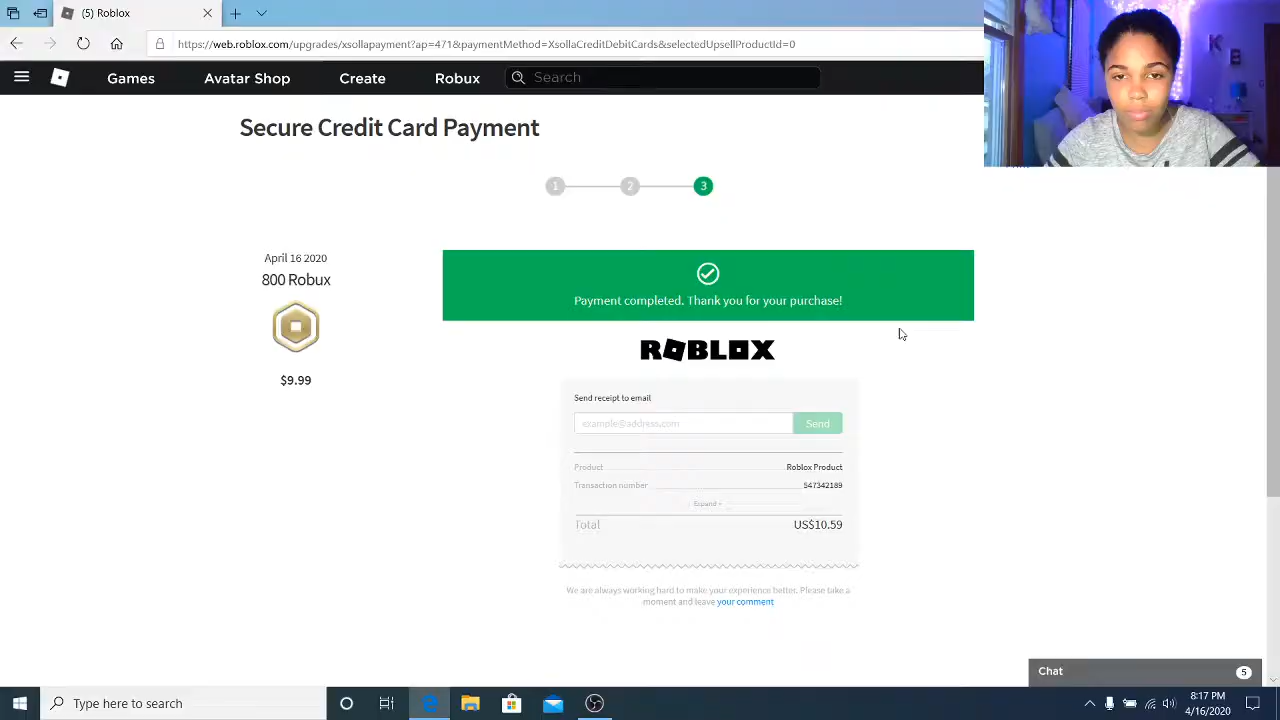 Roblox
https://web.roblox.com/upgrades/xsollapayment?ap=471&paymentMethod=XsollaCreditDebitCards&selectedUpsellProductId=0
Games Avatar Shop Create Robux Search
Secure Credit Card Payment
1 2 3
April 16 2020
800 Robux
$9.99
Payment completed. Thank you for your purchase!
ROBLOX
Send receipt to email
example@address.com Send
Product Roblox Product
Transaction number 547342189
Expand
Total US$10.59
We are always working hard to make your experience better. Please take a
moment and leave your comment
Chat 5
Type here to search
8:17 PM
4/16/2020